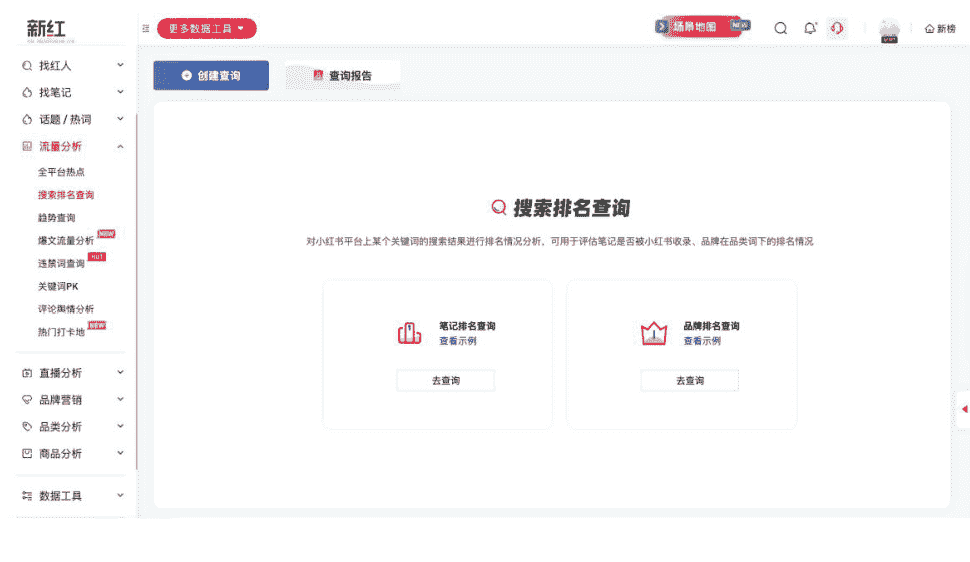 新红
更多数据工具
场景地图 NEW
新榜
找红人
找笔记
话题 / 热词
流量分析
全平台热点
搜索排名查询
趋势查询
爆文流量分析 NEW
违禁词查询 HOT
关键词PK
评论舆情分析
热门打卡地 NEW
直播分析
品牌营销
品类分析
商品分析
数据工具
创建查询
查询报告
搜索排名查询
对小红书平台上某个关键词的搜索结果进行排名情况分析，可用于评估笔记是否被小红书收录、品牌在品类词下的排名情况
笔记排名查询
查看示例
去查询
品牌排名查询
查看示例
去查询